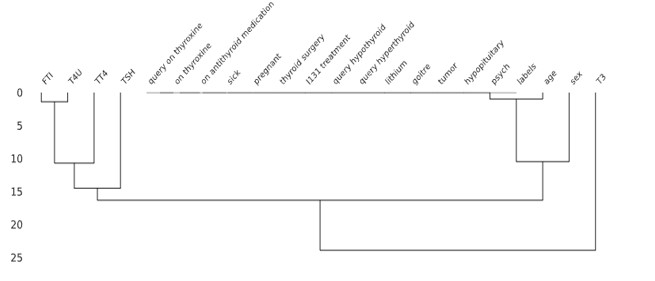 FTI
T4U
TT4
TSH
query on thyroxine
on thyroxine
on antithyroid medication
sick
pregnant
thyroid surgery
I131 treatment
query hypothyroid
query hyperthyroid
lithium
goitre
tumor
hypopituitary
psych
labels
age
sex
T3
0
5
10
15
20
25